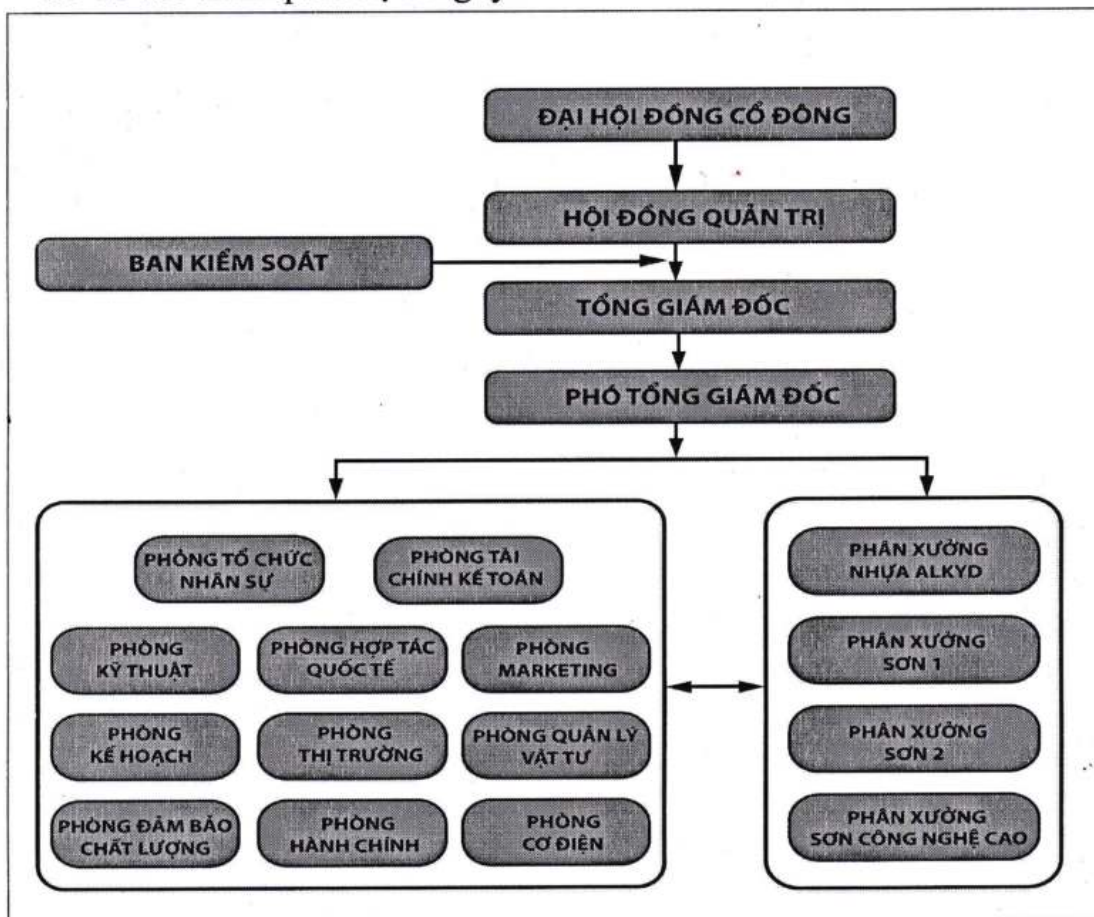 ĐẠI HỘI ĐỒNG CỔ ĐÔNG
HỘI ĐỒNG QUẢN TRỊ
BAN KIỂM SOÁT
TỔNG GIÁM ĐỐC
PHÓ TỔNG GIÁM ĐỐC
PHÒNG TỔ CHỨC
NHÂN SỰ
PHÒNG TÀI
CHÍNH KẾ TOÁN
PHÒNG
KỸ THUẬT
PHÒNG HỢP TÁC
QUỐC TẾ
PHÒNG
MARKETING
PHÒNG
KẾ HOẠCH
PHÒNG
THỊ TRƯỜNG
PHÒNG QUẢN LÝ
VẬT TƯ
PHÒNG ĐẢM BẢO
CHẤT LƯỢNG
PHÒNG
HÀNH CHÍNH
PHÒNG
CƠ ĐIỆN
PHÂN XƯỞNG
NHỰA ALKYD
PHÂN XƯỞNG
SƠN 1
PHÂN XƯỞNG
SƠN 2
PHÂN XƯỞNG
SƠN CÔNG NGHỆ CAO